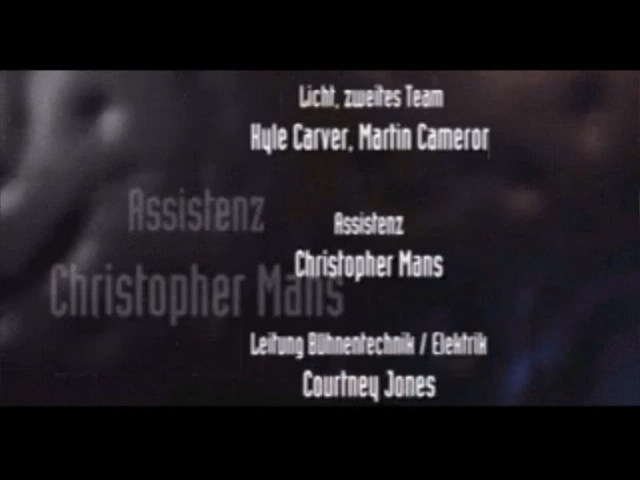 Licht, zweites Team
Kyle Carver, Martin Cameron
Assistenz
Christopher Mans
Assistenz
Christopher Mans
Leitung Bühnentechnik / Elektrik
Courtney Jones